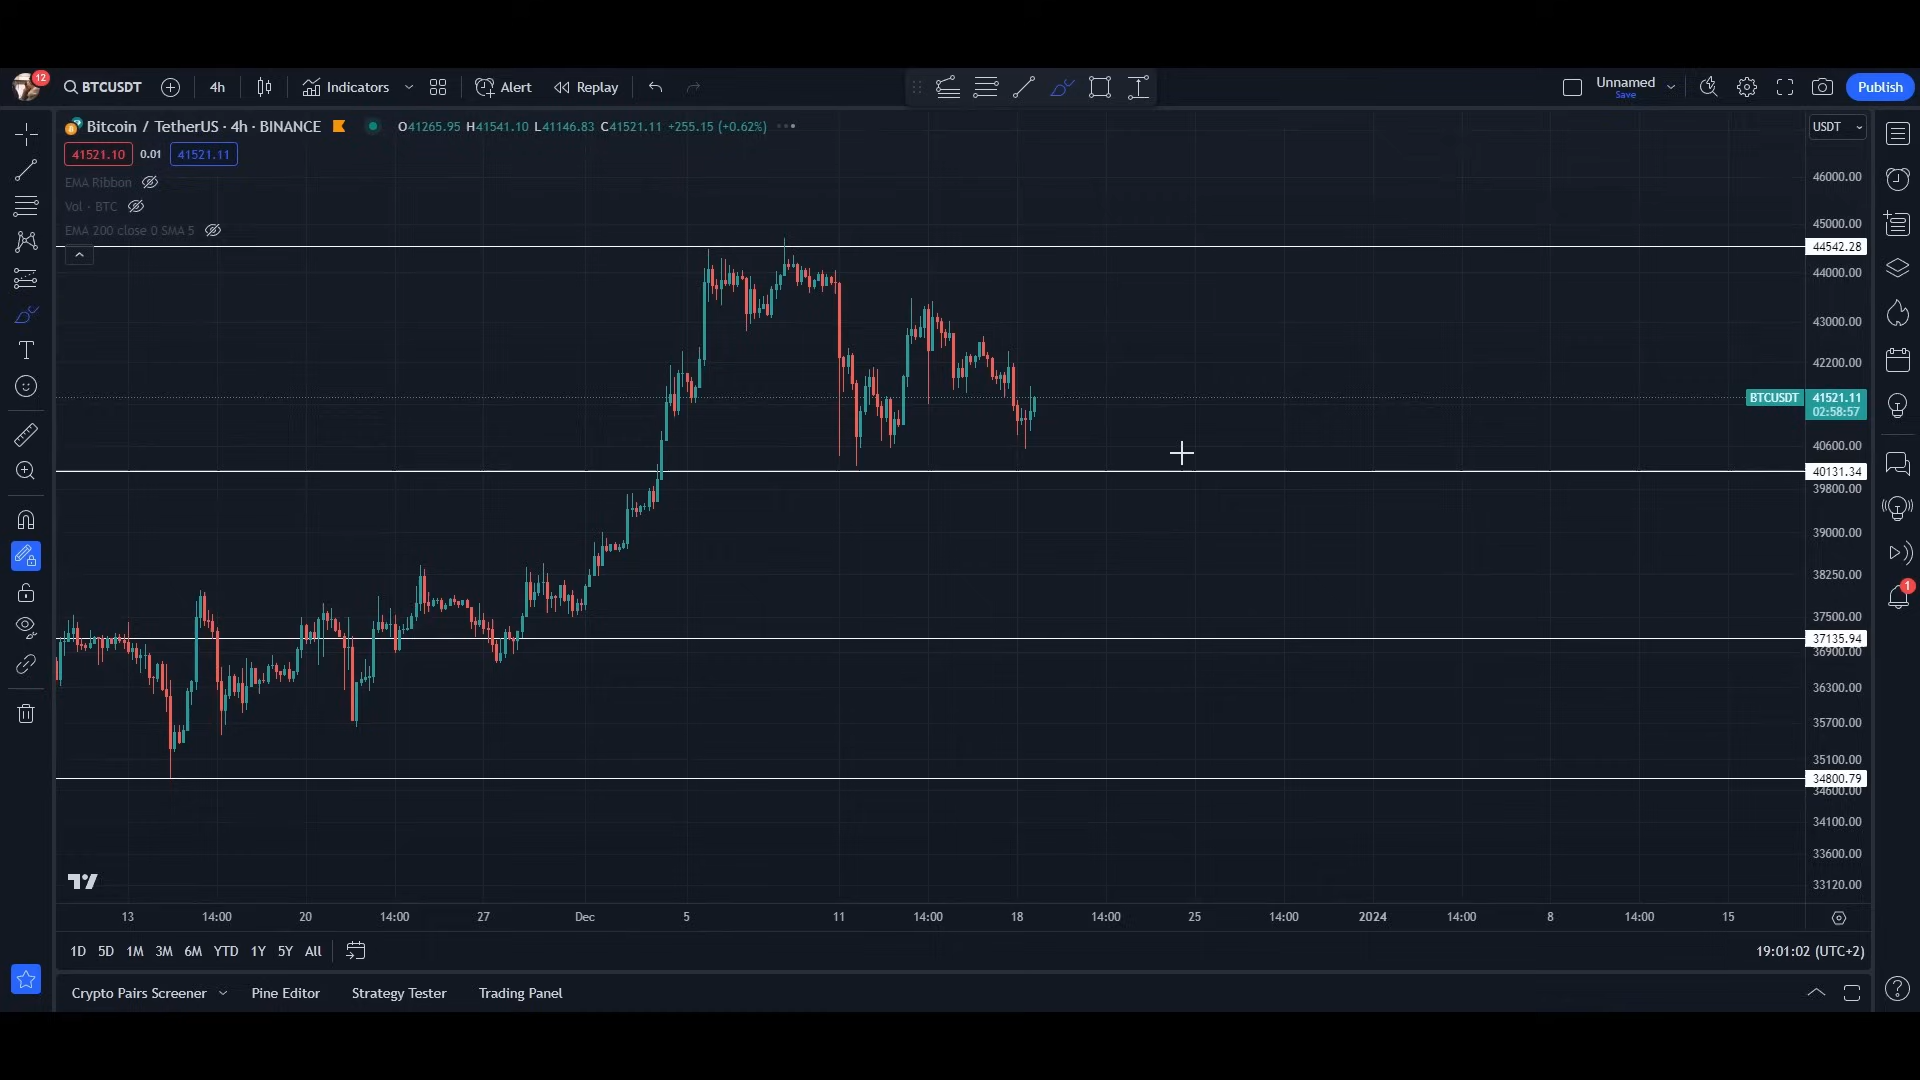 12
BTCUSDT
4h
Indicators
Alert
Replay
Unnamed
Save
Publish
Bitcoin / TetherUS · 4h · BINANCE
O41265.95 H41541.10 L41146.83 C41521.11 +255.15 (+0.62%)
USDT
41521.10 0.01 41521.11
EMA Ribbon
Vol · BTC
EMA 200 close 0 SMA 5
46000.00
45000.00
44542.28
44000.00
43000.00
42200.00
BTCUSDT 41521.11
02:58:57
40600.00
40131.34
39800.00
39000.00
38250.00
37500.00
37135.94
36900.00
36300.00
35700.00
35100.00
34800.79
34600.00
34100.00
33600.00
33120.00
1
13 14:00 20 14:00 27 Dec 5 11 14:00 18 14:00 25 14:00 2024 14:00 8 14:00 15
1D 5D 1M 3M 6M YTD 1Y 5Y All
19:01:02 (UTC+2)
Crypto Pairs Screener Pine Editor Strategy Tester Trading Panel